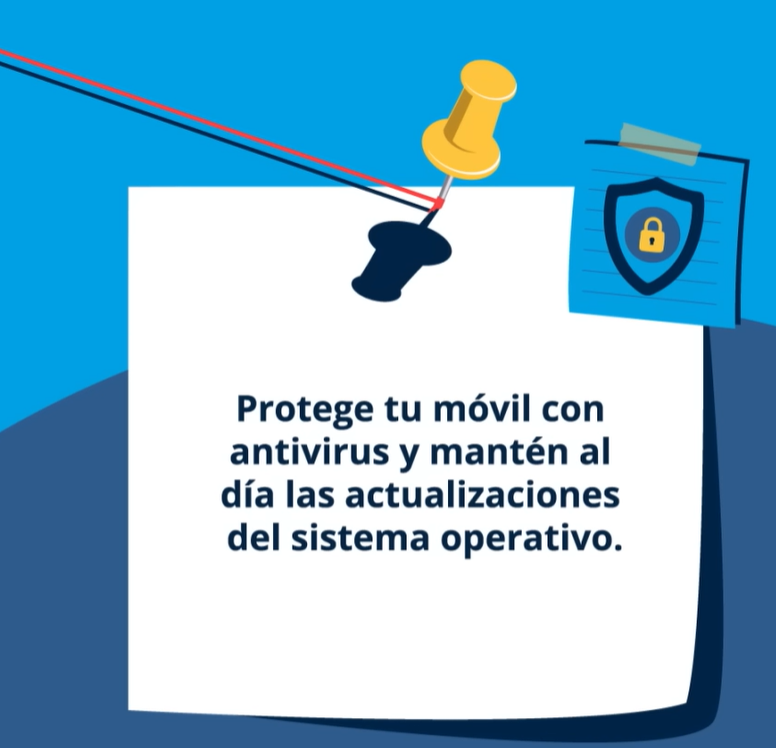 Protege tu móvil con
antivirus y mantén al
día las actualizaciones
del sistema operativo.